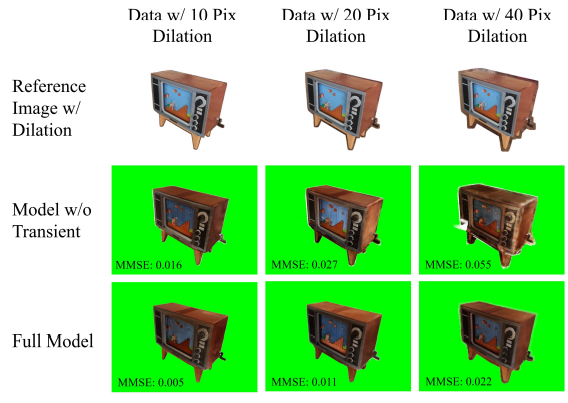 Data w/ 10 Pix
Dilation
Data w/ 20 Pix
Dilation
Data w/ 40 Pix
Dilation
Reference
Image w/
Dilation
Model w/o
Transient
MMSE: 0.016
MMSE: 0.027
MMSE: 0.055
Full Model
MMSE: 0.005
MMSE: 0.011
MMSE: 0.022